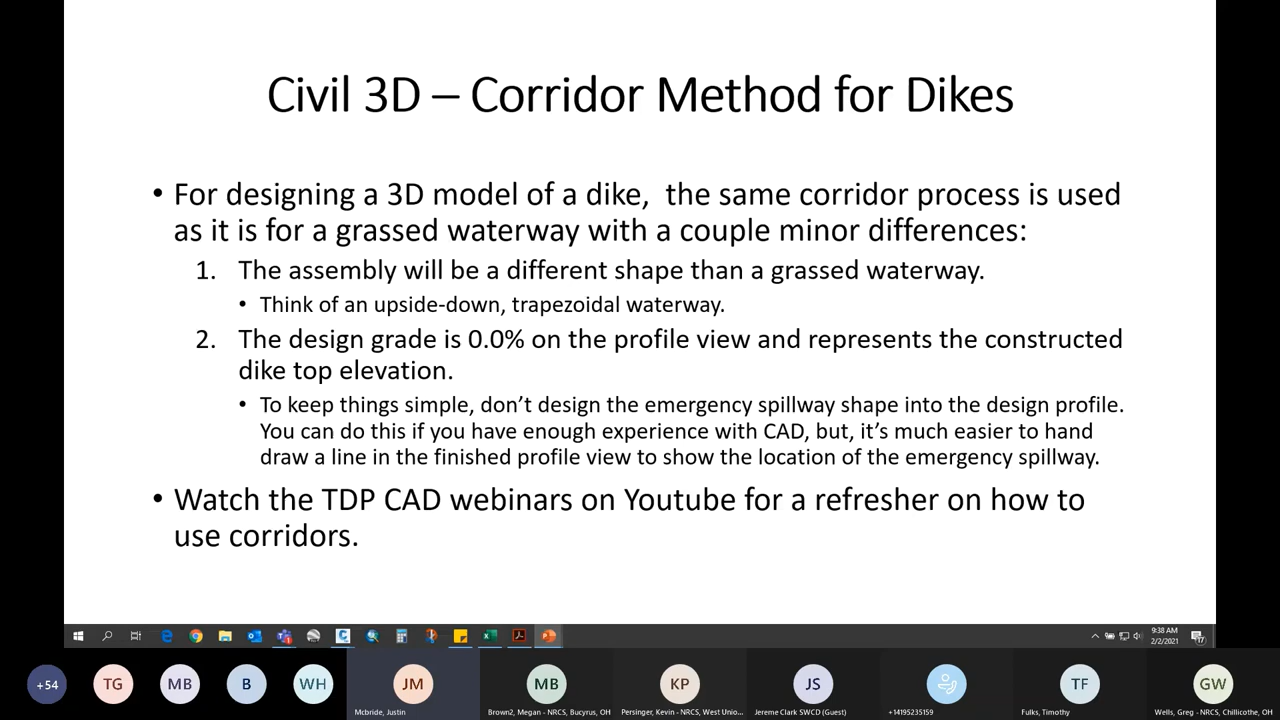 Civil 3D – Corridor Method for Dikes
• For designing a 3D model of a dike,  the same corridor process is used
as it is for a grassed waterway with a couple minor differences:
1. The assembly will be a different shape than a grassed waterway.
• Think of an upside-down, trapezoidal waterway.
2. The design grade is 0.0% on the profile view and represents the constructed
dike top elevation.
• To keep things simple, don’t design the emergency spillway shape into the design profile.
You can do this if you have enough experience with CAD, but, it’s much easier to hand
draw a line in the finished profile view to show the location of the emergency spillway.
• Watch the TDP CAD webinars on Youtube for a refresher on how to
use corridors.
9:38 AM
2/2/2021
17
+54 TG MB B WH JM MB KP JS TF GW
Mcbride, Justin Brown2, Megan - NRCS, Bucyrus, OH Persinger, Kevin - NRCS, West Unio... Jereme Clark SWCD (Guest) +14195235159 Fulks, Timothy Wells, Greg - NRCS, Chillicothe, OH